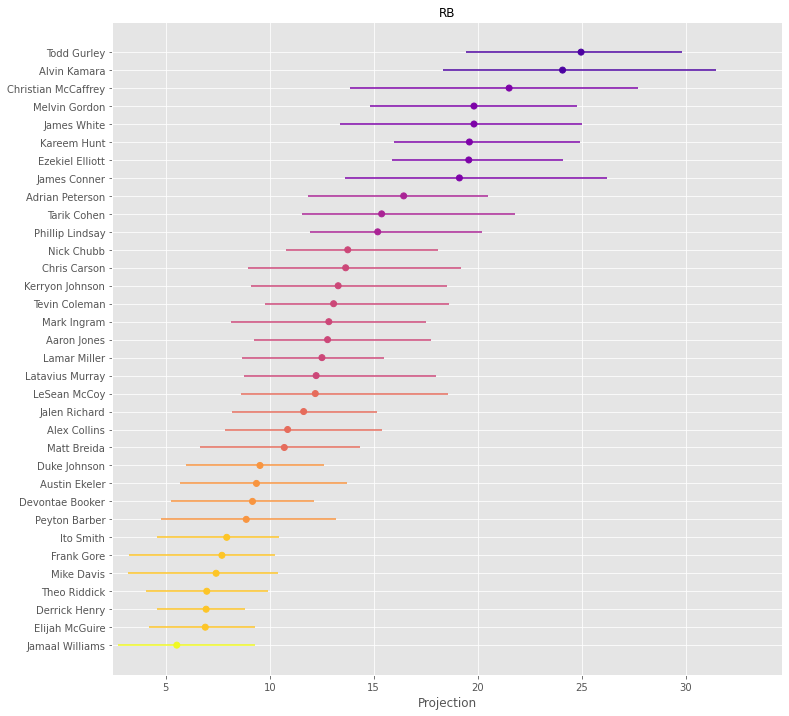 RB
Todd Gurley
Alvin Kamara
Christian McCaffrey
Melvin Gordon
James White
Kareem Hunt
Ezekiel Elliott
James Conner
Adrian Peterson
Tarik Cohen
Phillip Lindsay
Nick Chubb
Chris Carson
Kerryon Johnson
Tevin Coleman
Mark Ingram
Aaron Jones
Lamar Miller
Latavius Murray
LeSean McCoy
Jalen Richard
Alex Collins
Matt Breida
Duke Johnson
Austin Ekeler
Devontae Booker
Peyton Barber
Ito Smith
Frank Gore
Mike Davis
Theo Riddick
Derrick Henry
Elijah McGuire
Jamaal Williams
5 10 15 20 25 30
Projection